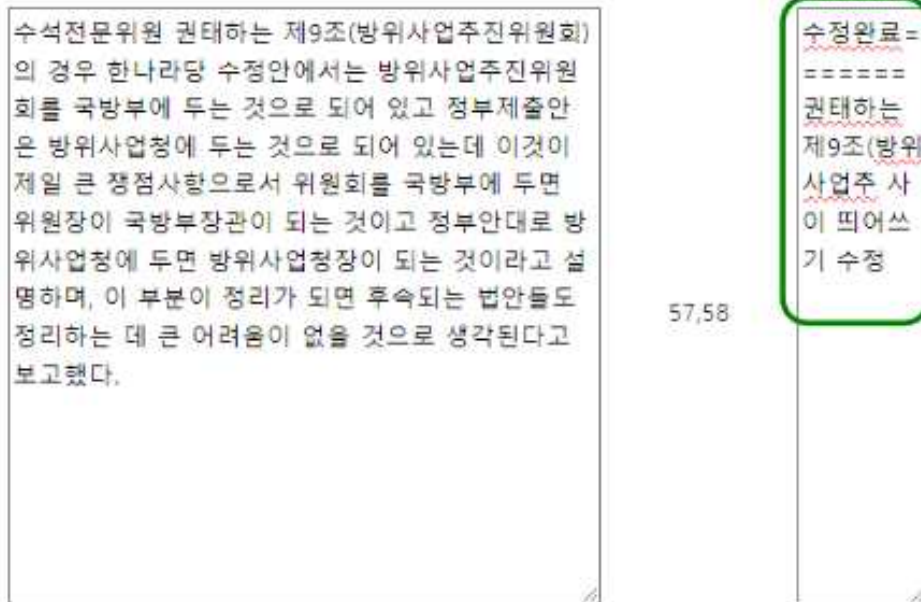 수석전문위원 권태하는 제9조(방위사업추진위원회)
의 경우 한나라당 수정안에서는 방위사업추진위원
회를 국방부에 두는 것으로 되어 있고 정부제출안
은 방위사업청에 두는 것으로 되어 있는데 이것이
제일 큰 쟁점사항으로서 위원회를 국방부에 두면
위원장이 국방부장관이 되는 것이고 정부안대로 방
위사업청에 두면 방위사업청장이 되는 것이라고 설
명하며, 이 부분이 정리가 되면 후속되는 법안들도
정리하는 데 큰 어려움이 없을 것으로 생각된다고
보고했다.
57,58
수정완료=
======
권태하는
제9조(방위
사업추 사
이 띄어쓰
기 수정